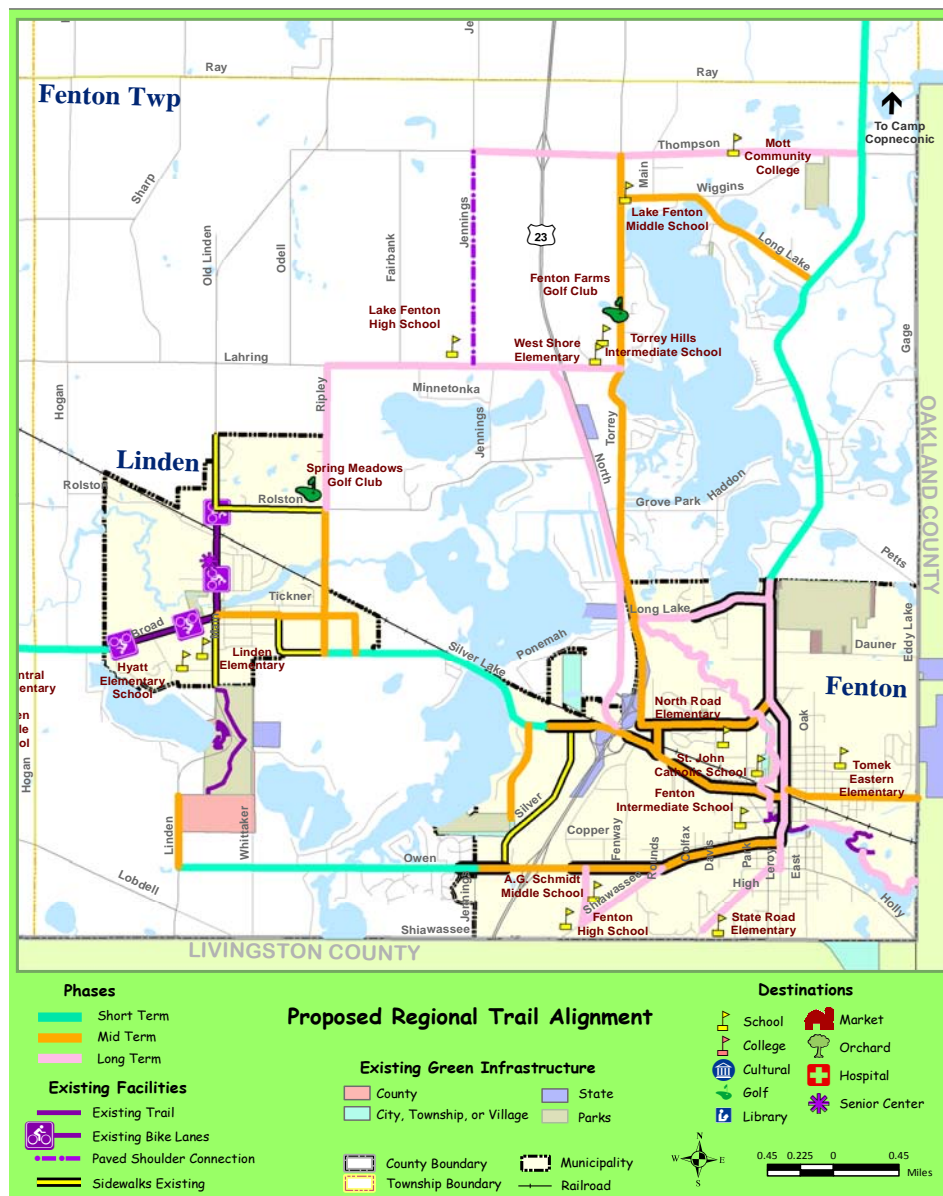 Je
Ray
Ray
Fenton Twp
To Camp
Copneconic
Thompson
Mott
Community
College
Main
Wiggins
Sharp
Old Linden
Odell
Fairbank
Jennings
Lake Fenton
Middle School
23
Long Lake
Fenton Farms
Golf Club
Lake Fenton
High School
Gage
West Shore
Elementary
Torrey Hills
Intermediate School
Lahring
Hogan
Ripley
Minnetonka
Jennings
Torrey
OAKLAND COUNTY
Linden
North
Spring Meadows
Golf Club
Rolston
Rolston
Grove Park
Haddon
Petts
Tickner
Long Lake
Broad
Main
Ponemah
Dauner
Eddy Lake
Silver Lake
Linden
Elementary
Hyatt
Elementary
School
ntral
entary
Fenton
en
le
ol
Hogan
North Road
Elementary
Oak
St. John
Catholic School
Tomek
Eastern
Elementary
Fenton
Intermediate School
Silver
Linden
Whittaker
Copper
Fenway
Rounds
Colfax
Davis
Park
Leroy
East
Owen
Lobdell
A.G. Schmidt
Middle School
Shiawassee
High
Jennings
Holly
Fenton
High School
State Road
Elementary
Shiawassee
LIVINGSTON COUNTY
Phases
Short Term
Mid Term
Long Term
Existing Facilities
Existing Trail
Existing Bike Lanes
Paved Shoulder Connection
Sidewalks Existing
Proposed Regional Trail Alignment
Existing Green Infrastructure
County
State
City, Township, or Village
Parks
County Boundary
Municipality
Township Boundary
Railroad
Destinations
School
Market
College
Orchard
Cultural
Hospital
Golf
Senior Center
Library
N
W
E
S
0.45 0.225 0 0.45
Miles